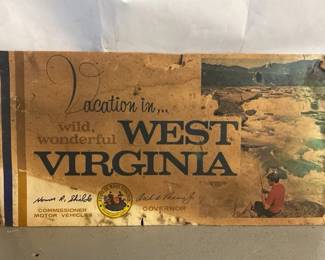 Vacation in...
wild,
wonderful WEST
VIRGINIA
COMMISSIONER
MOTOR VEHICLES
GOVERNOR